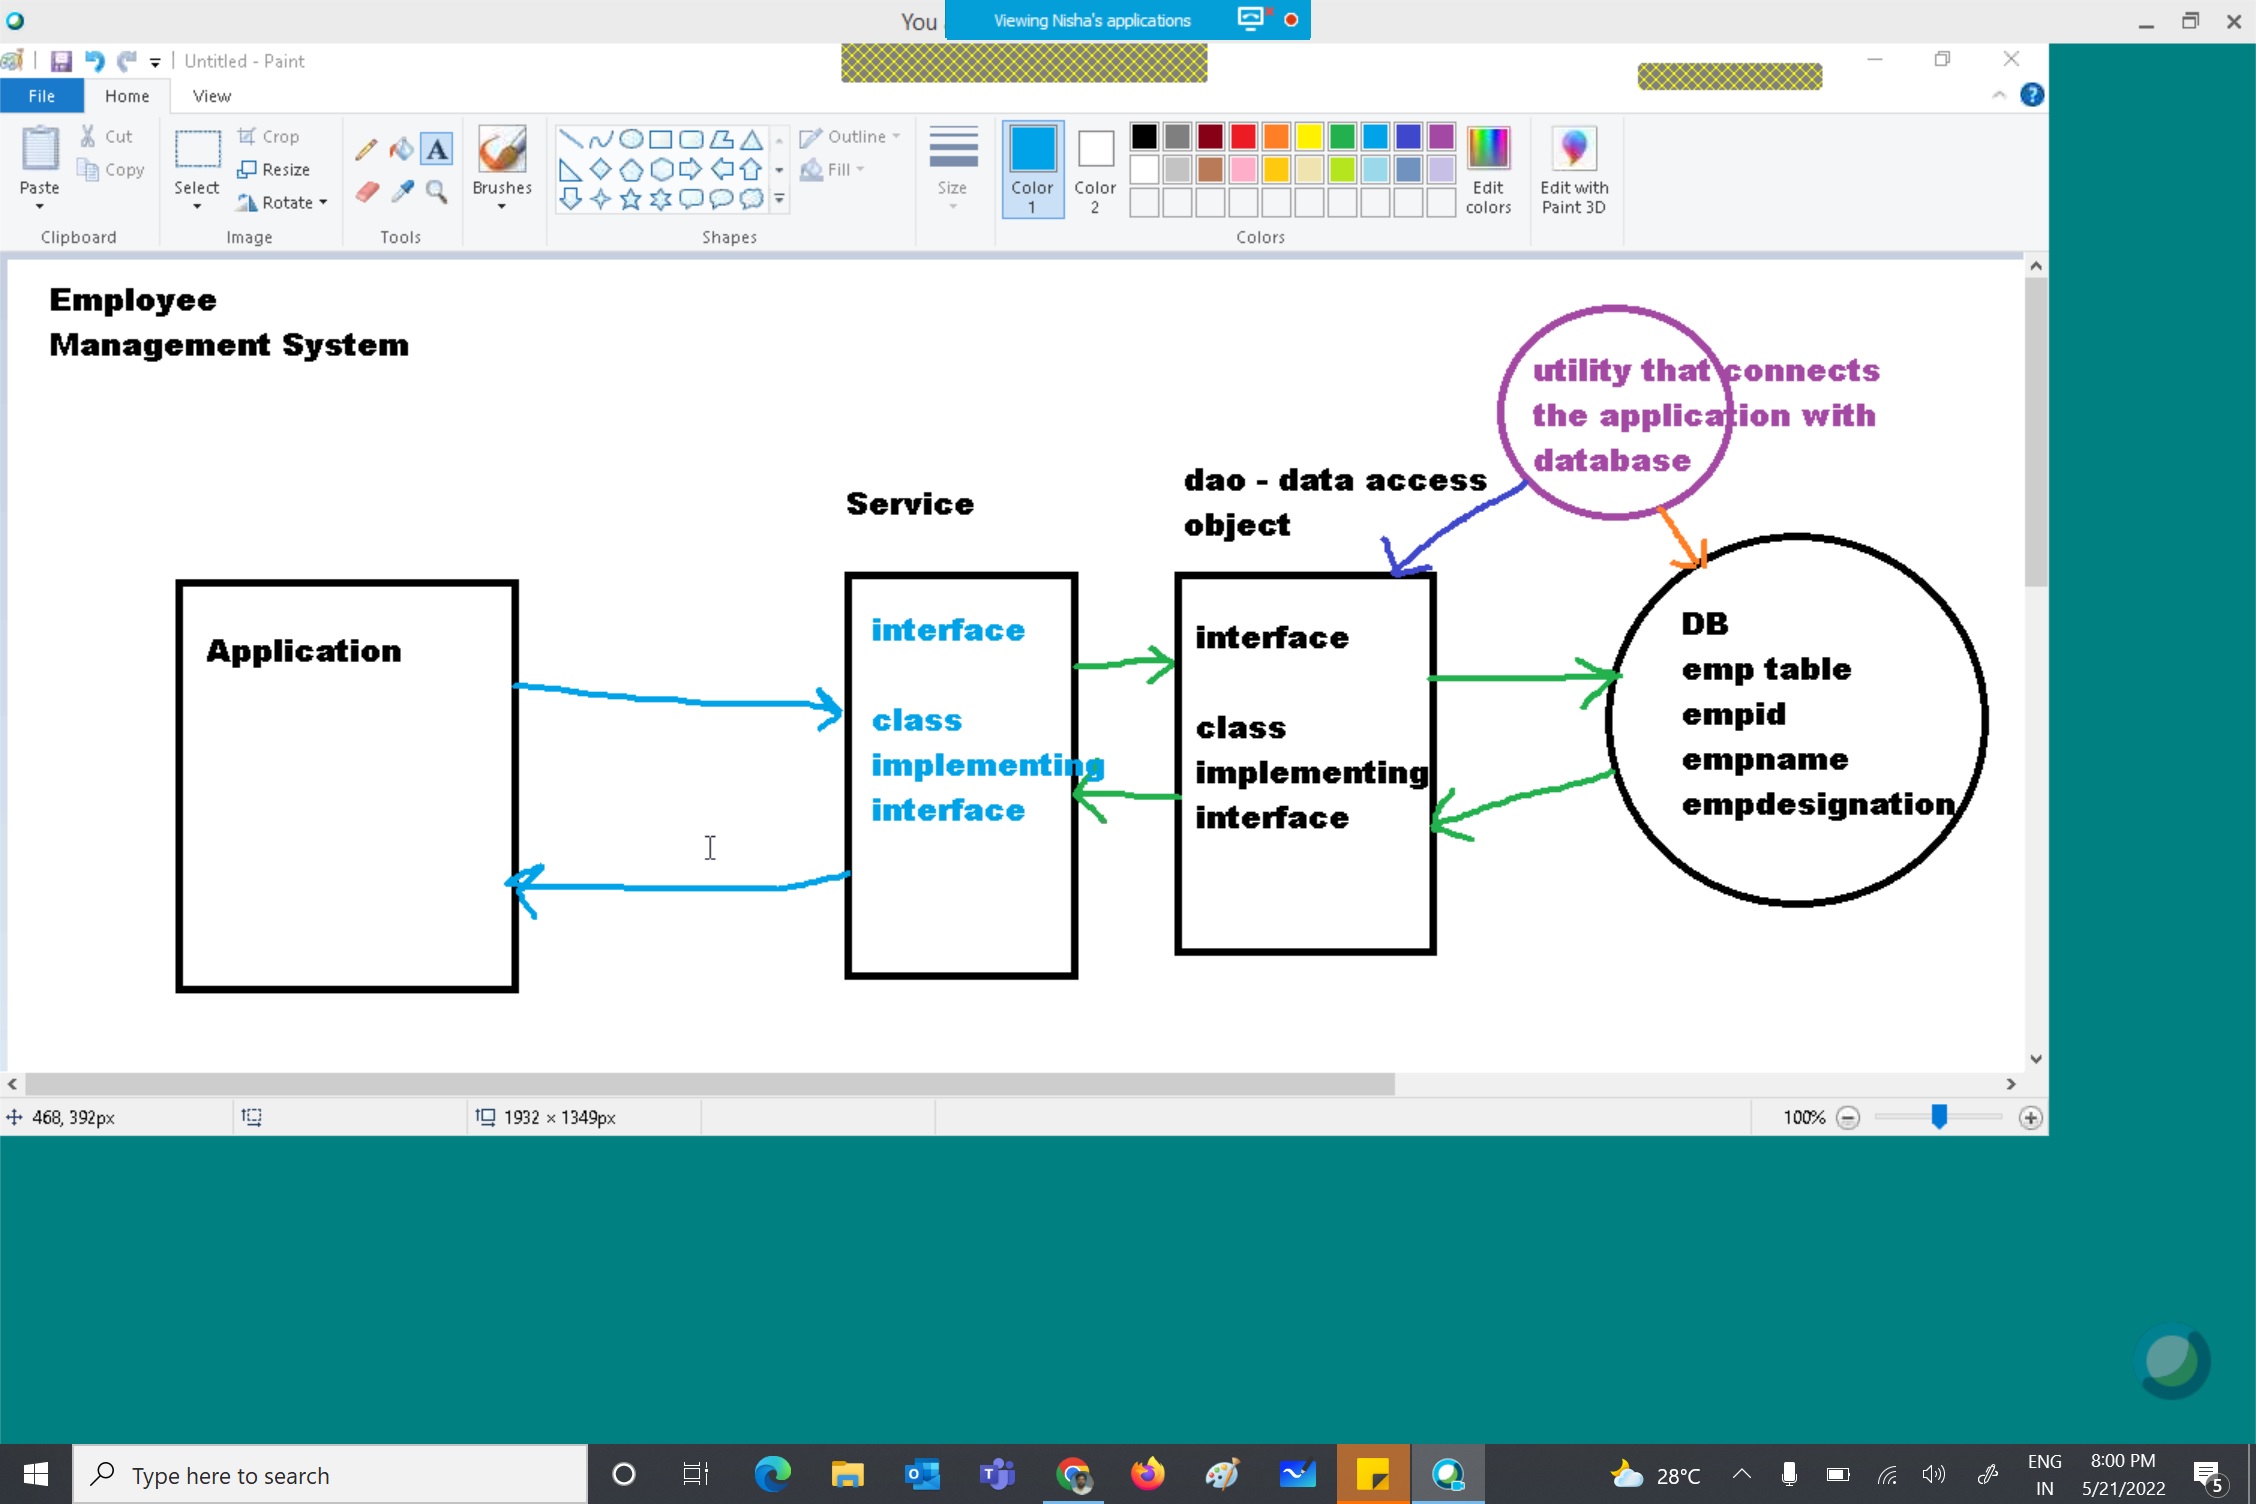 You
Viewing Nisha's applications
Untitled - Paint
File Home View
Paste
Cut
Copy
Clipboard
Select
Crop
Resize
Rotate
Image
A
Tools
Brushes
Shapes
Outline
Fill
Size
Color
1
Color
2
Colors
Edit
colors
Edit with
Paint 3D
?
Employee
Management System
utility that connects
the application with
database
dao - data access
object
Service
Application
interface
class
implementing
interface
interface
class
implementing
interface
DB
emp table
empid
empname
empdesignation
468, 392px
1932 × 1349px
100%
Type here to search
28°C
ENG
IN
8:00 PM
5/21/2022
5